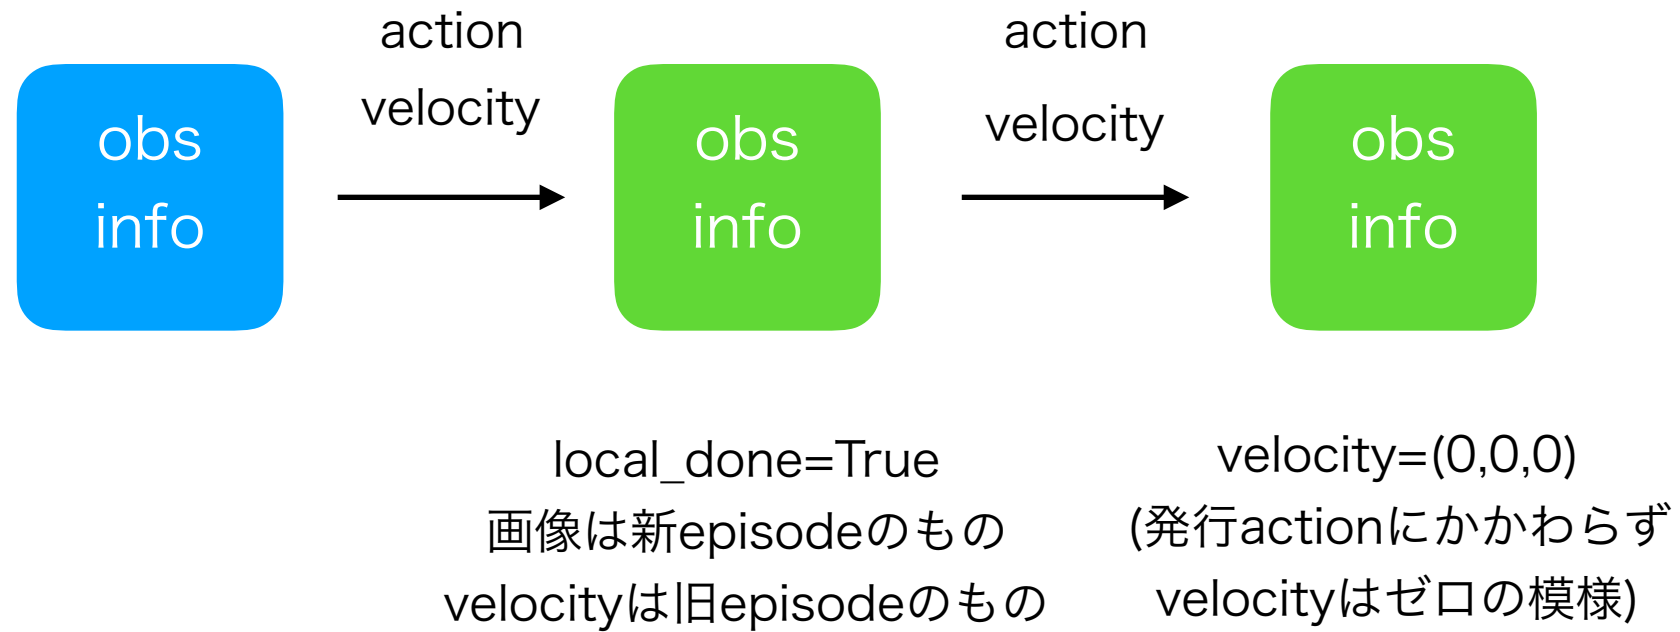 action
velocity
action
velocity
obs
info
obs
info
obs
info
local_done=True
画像は新episodeのもの
velocityは旧episodeのもの
velocity=(0,0,0)
(発行actionにかかわらず
velocityはゼロの模様)